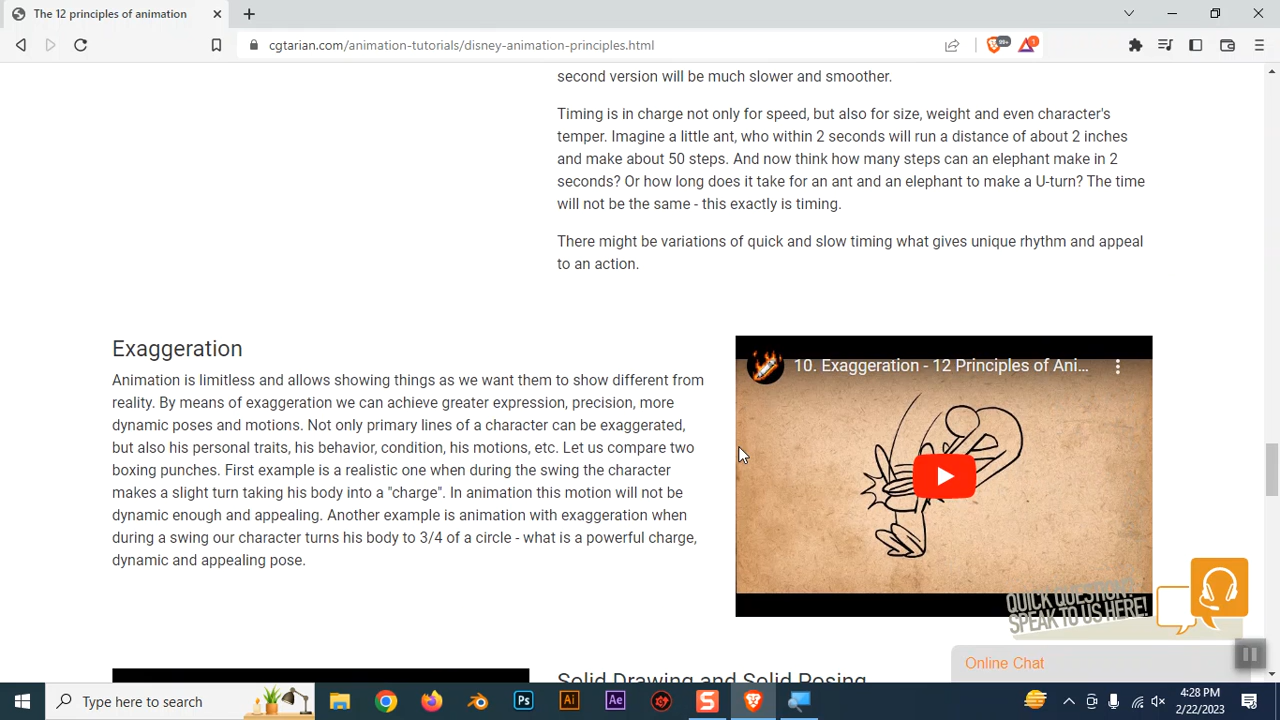 The 12 principles of animation
cgtarian.com/animation-tutorials/disney-animation-principles.html
99+
1
second version will be much slower and smoother.
Timing is in charge not only for speed, but also for size, weight and even character's
temper. Imagine a little ant, who within 2 seconds will run a distance of about 2 inches
and make about 50 steps. And now think how many steps can an elephant make in 2
seconds? Or how long does it take for an ant and an elephant to make a U-turn? The time
will not be the same - this exactly is timing.
There might be variations of quick and slow timing what gives unique rhythm and appeal
to an action.
Exaggeration
Animation is limitless and allows showing things as we want them to show different from
reality. By means of exaggeration we can achieve greater expression, precision, more
dynamic poses and motions. Not only primary lines of a character can be exaggerated,
but also his personal traits, his behavior, condition, his motions, etc. Let us compare two
boxing punches. First example is a realistic one when during the swing the character
makes a slight turn taking his body into a "charge". In animation this motion will not be
dynamic enough and appealing. Another example is animation with exaggeration when
during a swing our character turns his body to 3/4 of a circle - what is a powerful charge,
dynamic and appealing pose.
10. Exaggeration - 12 Principles of Ani...
QUICK QUESTION?
SPEAK TO US HERE!
Solid Drawing and Solid Posing
Online Chat
Type here to search
Ps
Ai
Ae
S
4:28 PM
2/22/2023